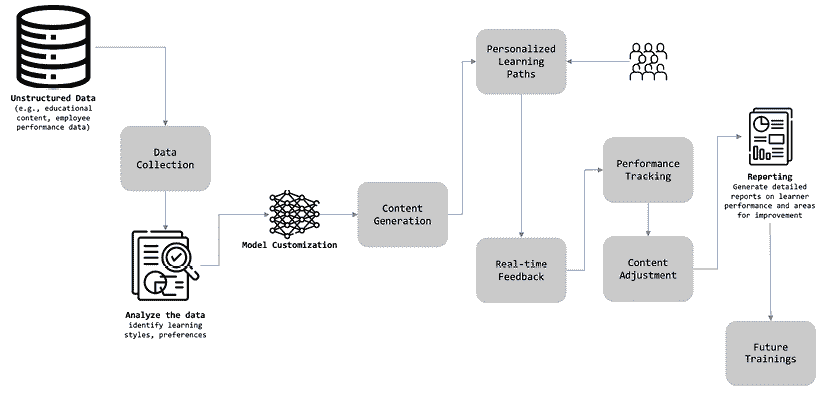 Unstructured Data
(e.g., educational
content, employee
performance data)
Data
Collection
Analyze the data
identify learning
styles, preferences
Model Customization
Content
Generation
Personalized
Learning
Paths
Real-time
Feedback
Performance
Tracking
Content
Adjustment
Reporting
Generate detailed
reports on learner
performance and areas
for improvement
Future
Trainings